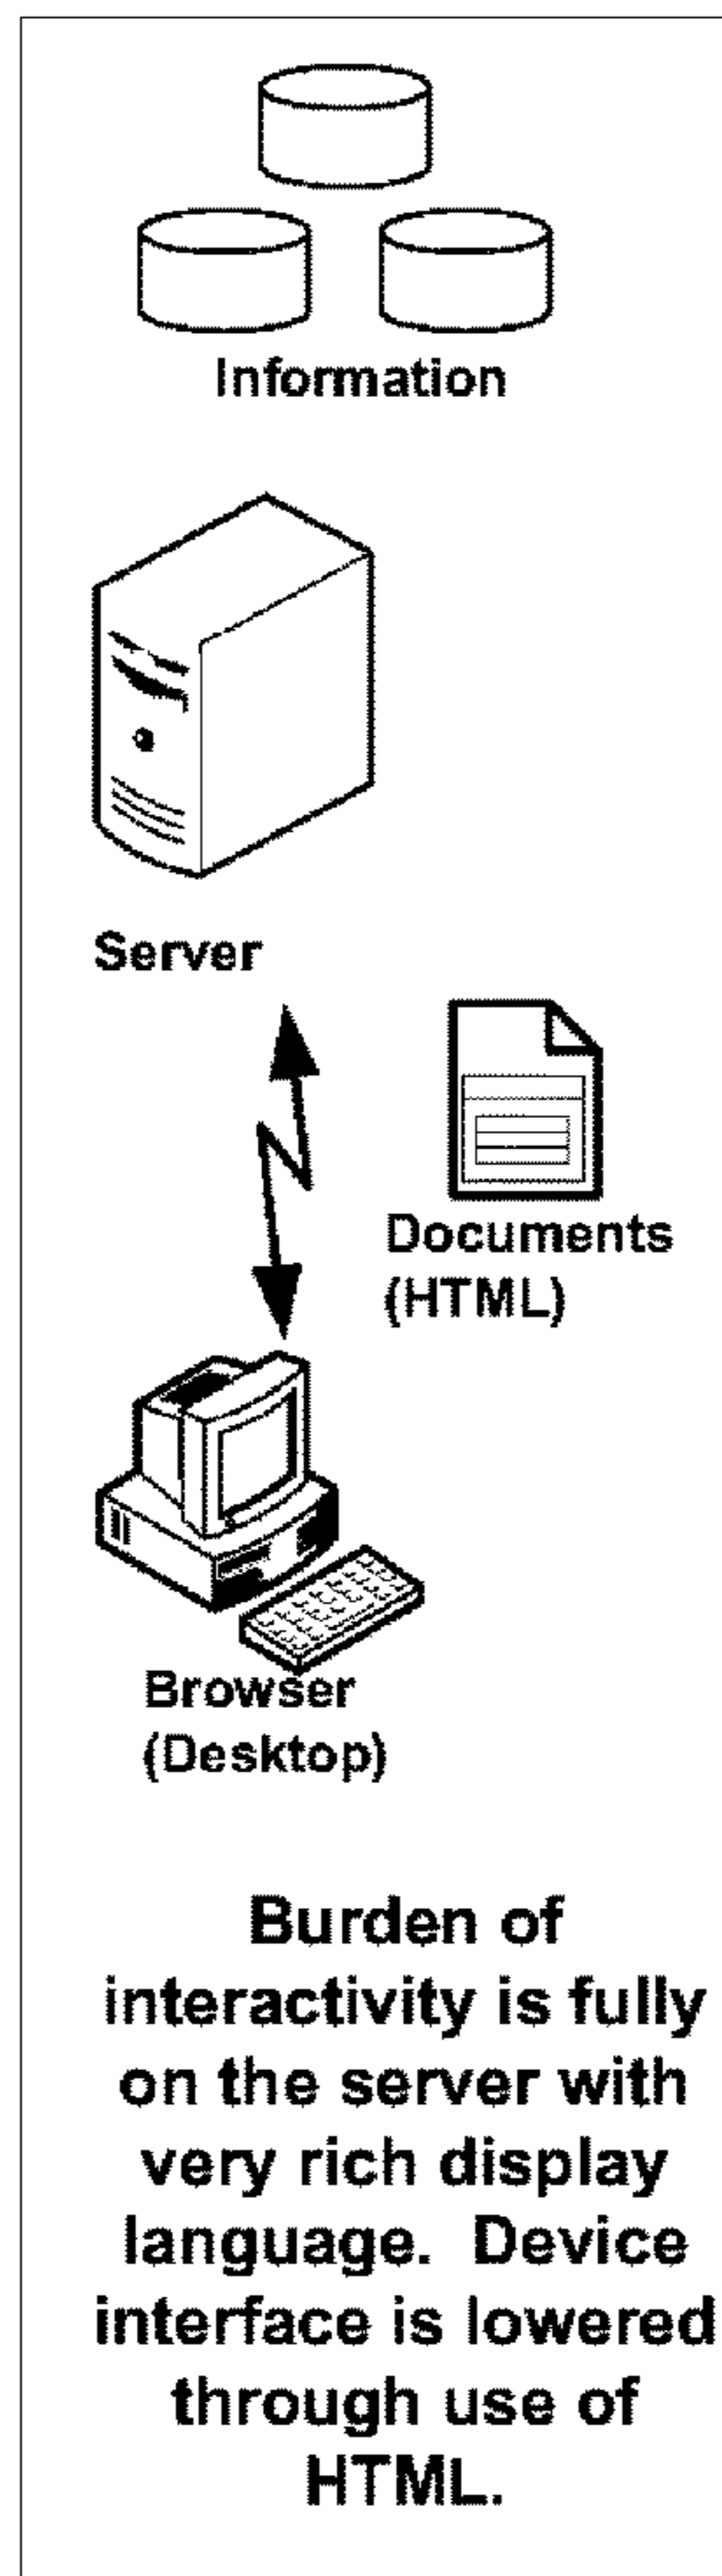 Information
Server
Documents
(HTML)
Browser
(Desktop)
Burden of
interactivity is fully
on the server with
very rich display
language.  Device
interface is lowered
through use of
HTML.